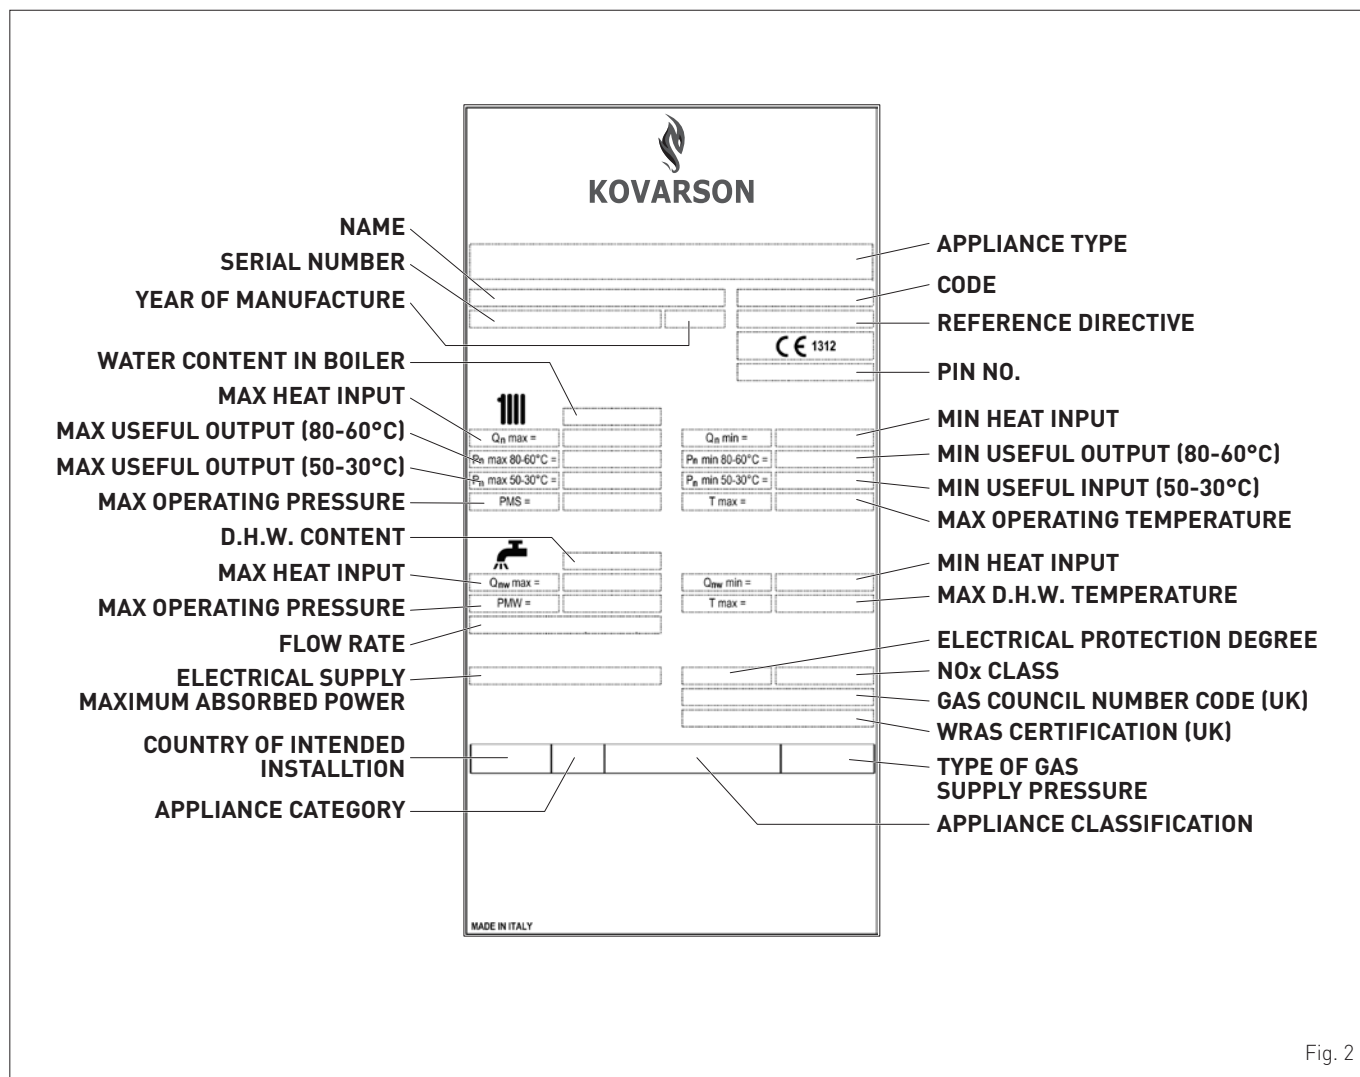 KOVARSON
NAME
SERIAL NUMBER
YEAR OF MANUFACTURE
WATER CONTENT IN BOILER
MAX HEAT INPUT
MAX USEFUL OUTPUT (80-60°C)
MAX USEFUL OUTPUT (50-30°C)
MAX OPERATING PRESSURE
D.H.W. CONTENT
MAX HEAT INPUT
MAX OPERATING PRESSURE
FLOW RATE
ELECTRICAL SUPPLY
MAXIMUM ABSORBED POWER
COUNTRY OF INTENDED
INSTALLTION
APPLIANCE CATEGORY
CE 1312
Qn max =
Pn max 80-60°C =
Pn max 50-30°C =
PMS =
Qn min =
Pn min 80-60°C =
Pn min 50-30°C =
T max =
Qnw max =
PMW =
Qnw min =
T max =
MADE IN ITALY
APPLIANCE TYPE
CODE
REFERENCE DIRECTIVE
PIN NO.
MIN HEAT INPUT
MIN USEFUL OUTPUT (80-60°C)
MIN USEFUL INPUT (50-30°C)
MAX OPERATING TEMPERATURE
MIN HEAT INPUT
MAX D.H.W. TEMPERATURE
ELECTRICAL PROTECTION DEGREE
NOx CLASS
GAS COUNCIL NUMBER CODE (UK)
WRAS CERTIFICATION (UK)
TYPE OF GAS
SUPPLY PRESSURE
APPLIANCE CLASSIFICATION
Fig. 2